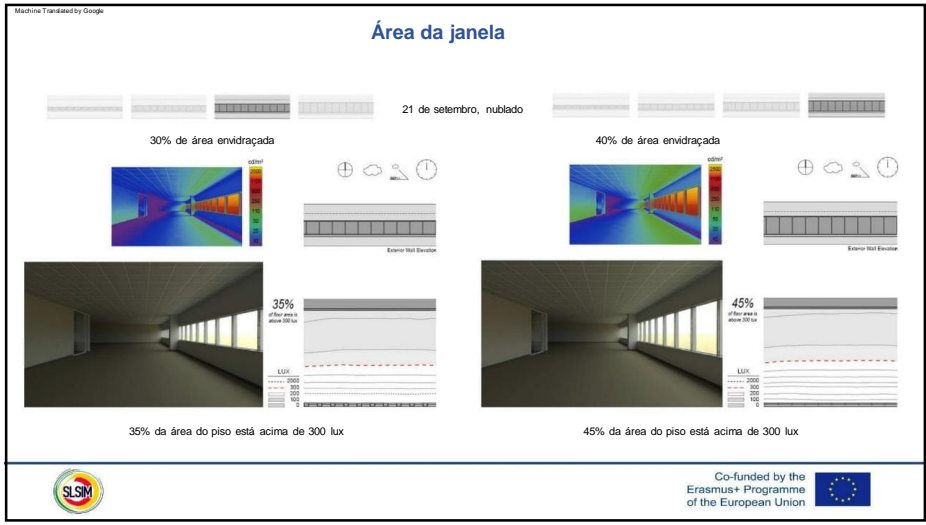 Machine Translated by Google
Área da janela
21 de setembro, nublado
30% de área envidraçada
40% de área envidraçada
cd/m²
2500
Exterior Wall Elevation
35%
of floor area is
above 300 lux
LUX
2000
300
200
100
0
35% da área do piso está acima de 300 lux
cd/m²
2500
Exterior Wall Elevation
45%
of floor area is
above 300 lux
LUX
2000
300
200
100
0
45% da área do piso está acima de 300 lux
SLSIM
Co-funded by the
Erasmus+ Programme
of the European Union